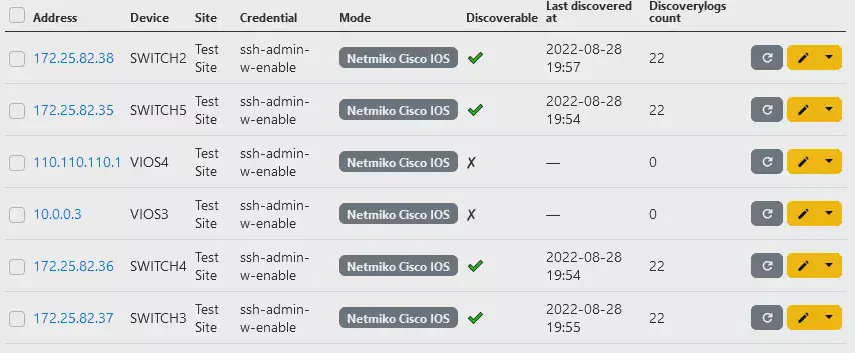 Address Device Site Credential Mode Discoverable Last discovered at Discoverylogs count
172.25.82.38 SWITCH2 Test Site ssh-admin-w-enable Netmiko Cisco IOS ✔ 2022-08-28 19:57 22
172.25.82.35 SWITCH5 Test Site ssh-admin-w-enable Netmiko Cisco IOS ✔ 2022-08-28 19:54 22
110.110.110.1 VIOS4 Test Site ssh-admin-w-enable Netmiko Cisco IOS ✗ — 0
10.0.0.3 VIOS3 Test Site ssh-admin-w-enable Netmiko Cisco IOS ✗ — 0
172.25.82.36 SWITCH4 Test Site ssh-admin-w-enable Netmiko Cisco IOS ✔ 2022-08-28 19:54 22
172.25.82.37 SWITCH3 Test Site ssh-admin-w-enable Netmiko Cisco IOS ✔ 2022-08-28 19:55 22